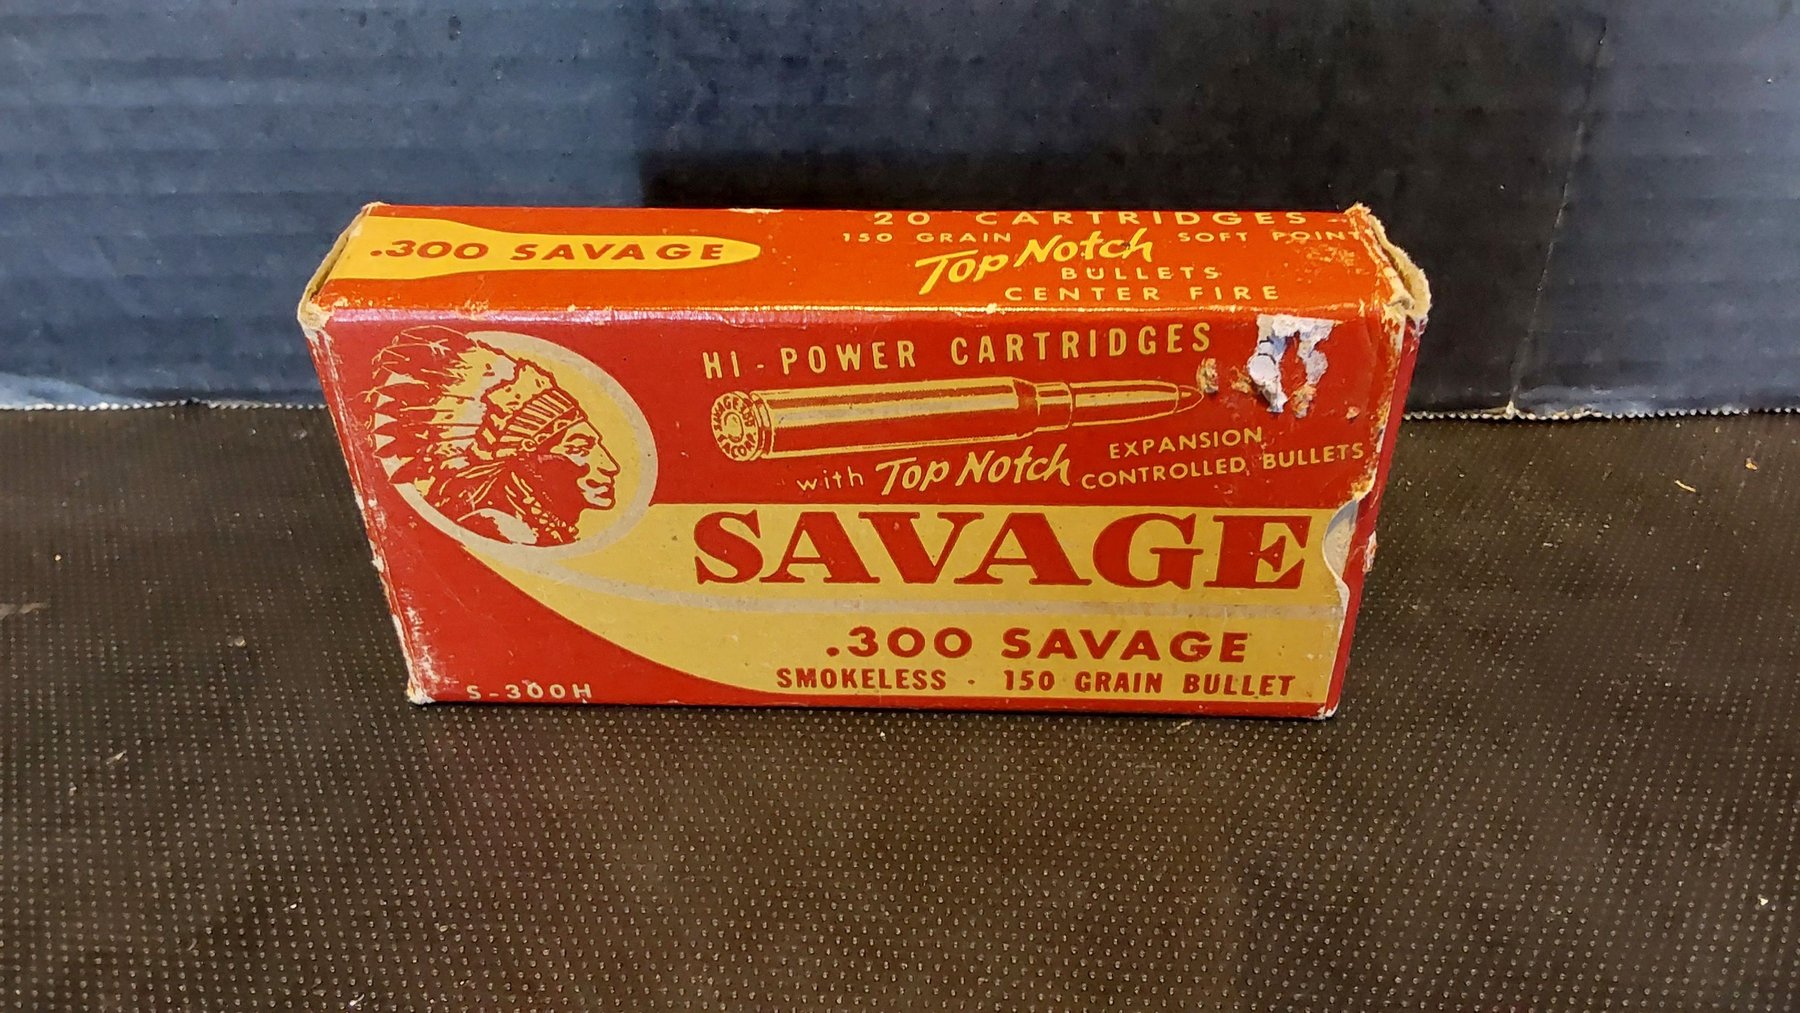 .300 SAVAGE
20 CARTRIDGES
150 GRAIN Top Notch SOFT POINT
BULLETS
CENTER FIRE
HI-POWER CARTRIDGES
with Top Notch EXPANSION CONTROLLED BULLETS
SAVAGE
.300 SAVAGE
SMOKELESS · 150 GRAIN BULLET
S-300H